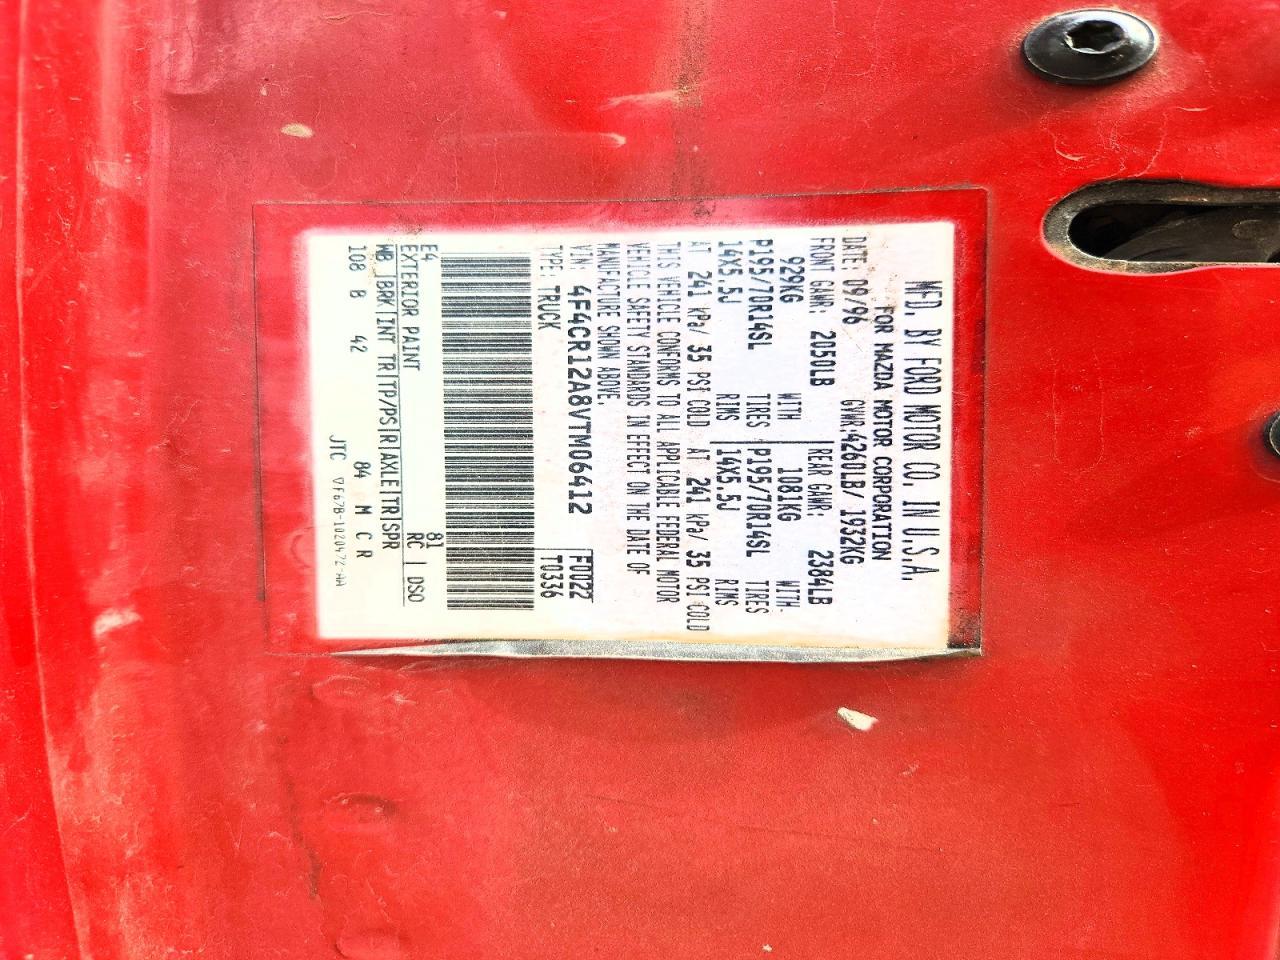 MFD. BY FORD MOTOR CO. IN U.S.A.
FOR MAZDA MOTOR CORPORATION
DATE: 09/96 GVWR:4260LB/ 1932KG
FRONT GAWR: 2050LB REAR GAWR: 2384LB
929KG WITH 1081KG WITH
P195/70R14SL TIRES P195/70R14SL TIRES
14X5.5J RIMS 14X5.5J RIMS
AT 241 kPa/ 35 PSI COLD AT 241 kPa/ 35 PSI COLD
THIS VEHICLE CONFORMS TO ALL APPLICABLE FEDERAL MOTOR
VEHICLE SAFETY STANDARDS IN EFFECT ON THE DATE OF
MANUFACTURE SHOWN ABOVE.
VIN: 4F4CR12A8VTM06412 F0022
TYPE: TRUCK T0336
E4 81
EXTERIOR PAINT RC | DSO
WB |BRK|INT TR|TP/PS|R|AXLE|TR|SPR
108 B 42 84 M C R
JTC VF67B-1020472-AA